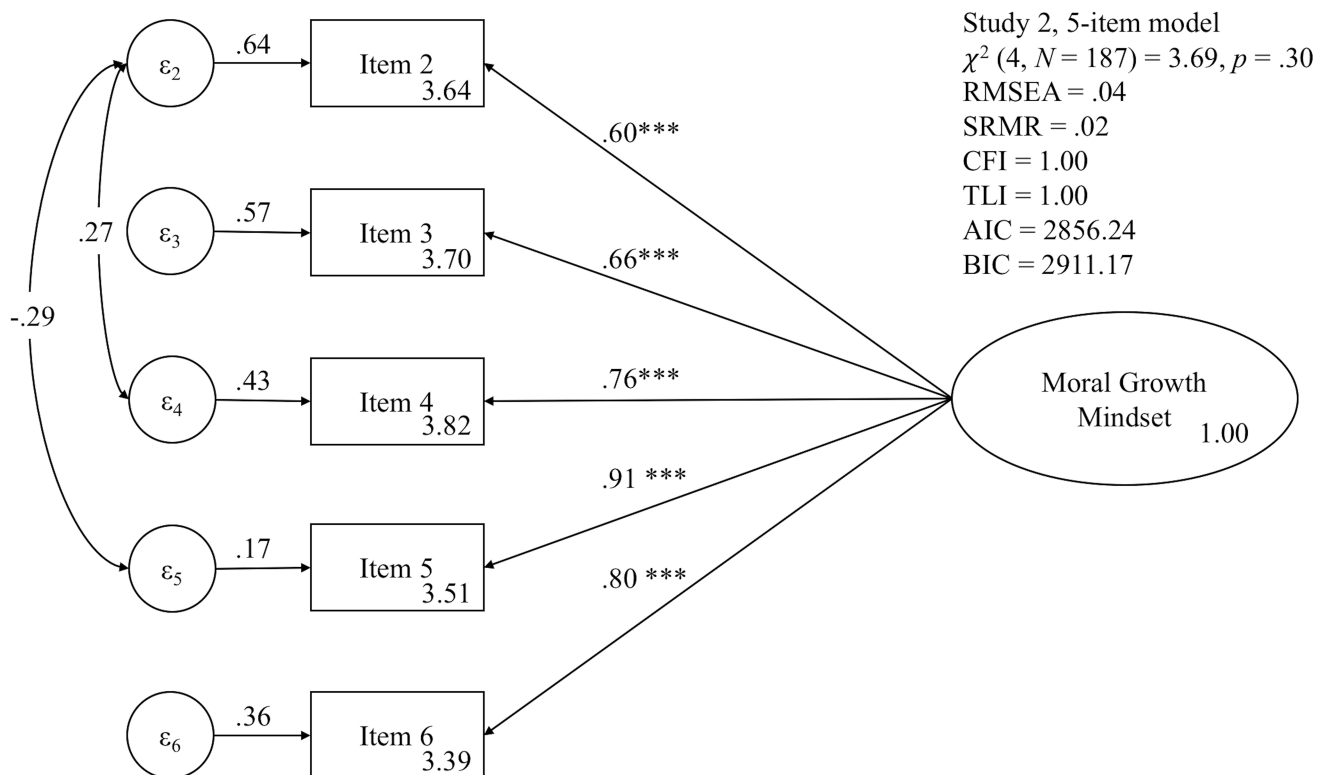 Study 2, 5-item model
χ² (4, N = 187) = 3.69, p = .30
RMSEA = .04
SRMR = .02
CFI = 1.00
TLI = 1.00
AIC = 2856.24
BIC = 2911.17
ε₂
.64
Item 2
3.64
.60***
ε₃
.57
Item 3
3.70
.66***
.27
-.29
ε₄
.43
Item 4
3.82
.76***
Moral Growth
Mindset
1.00
ε₅
.17
Item 5
3.51
.91 ***
ε₆
.36
Item 6
3.39
.80 ***